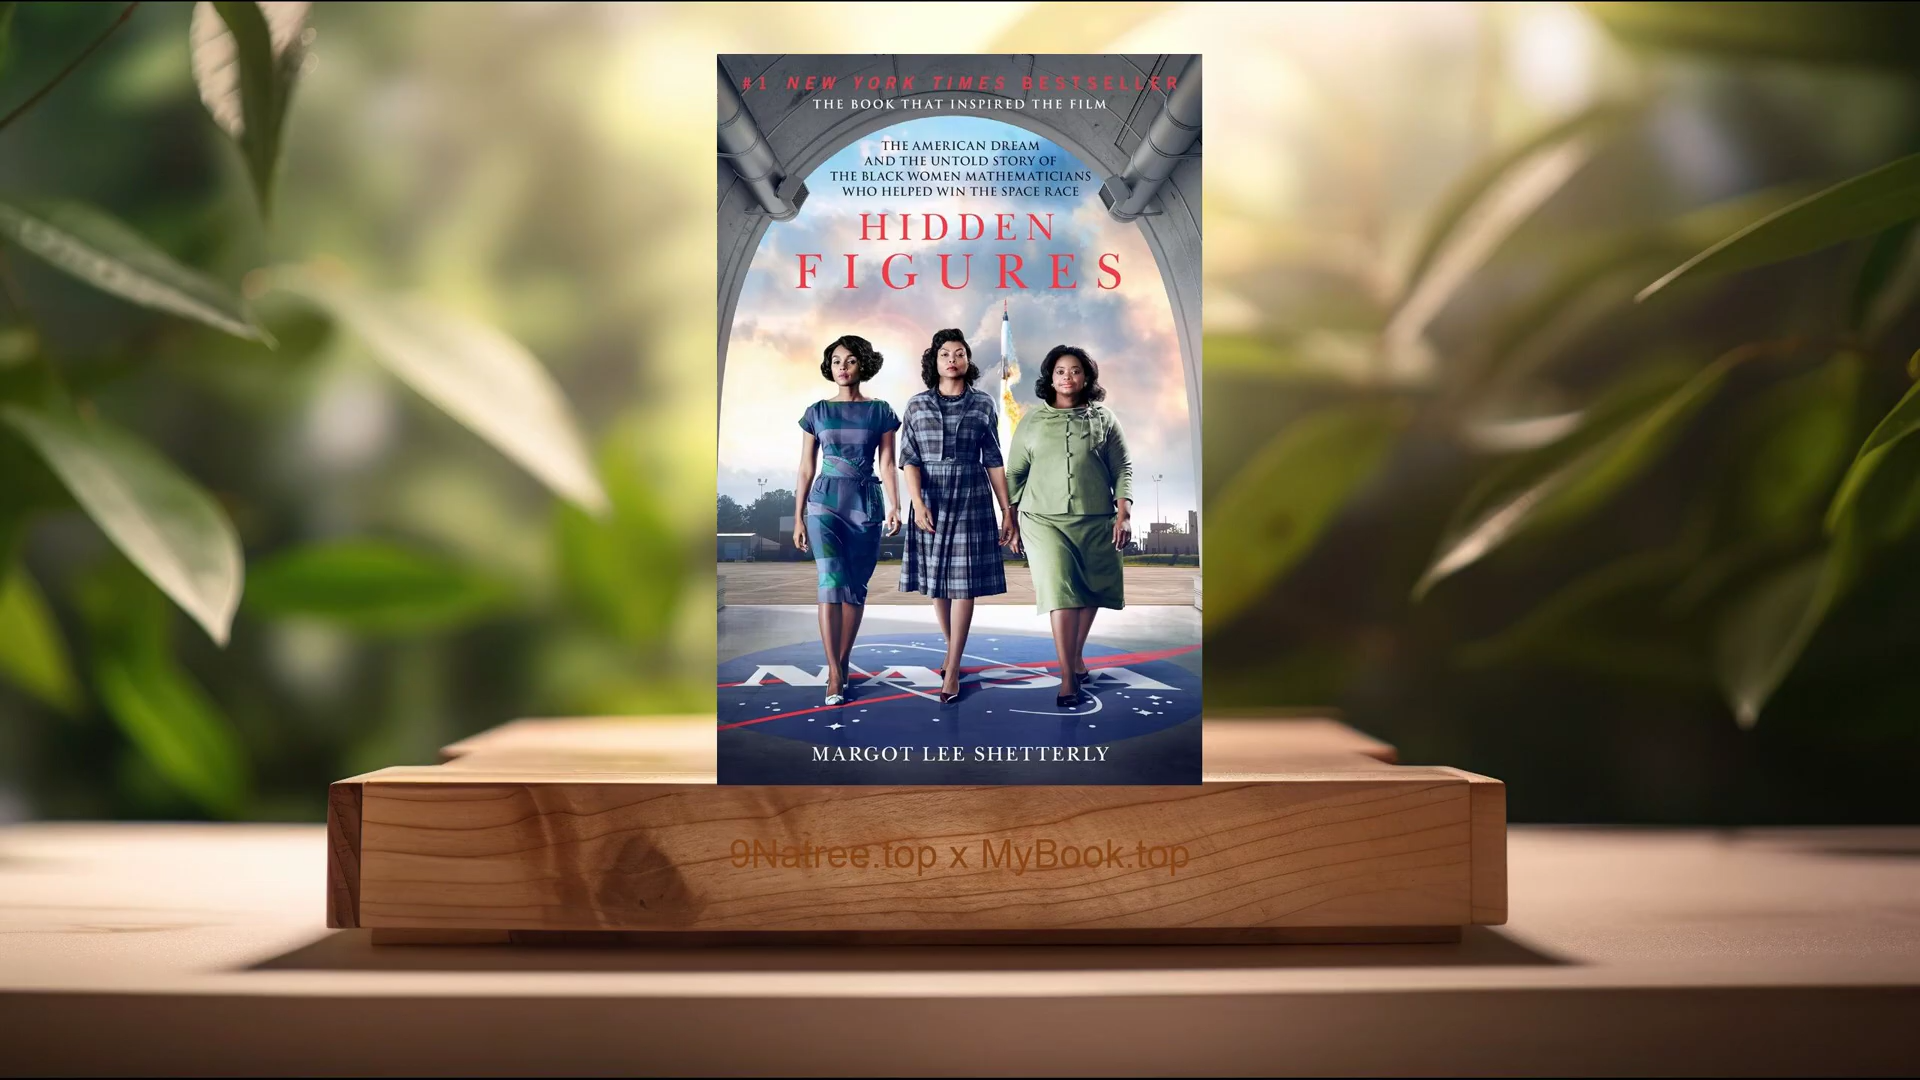 #1 NEW YORK TIMES BESTSELLER
THE BOOK THAT INSPIRED THE FILM
THE AMERICAN DREAM
AND THE UNTOLD STORY OF
THE BLACK WOMEN MATHEMATICIANS
WHO HELPED WIN THE SPACE RACE
HIDDEN
FIGURES
NASA
MARGOT LEE SHETTERLY
9Natree.top x MyBook.top